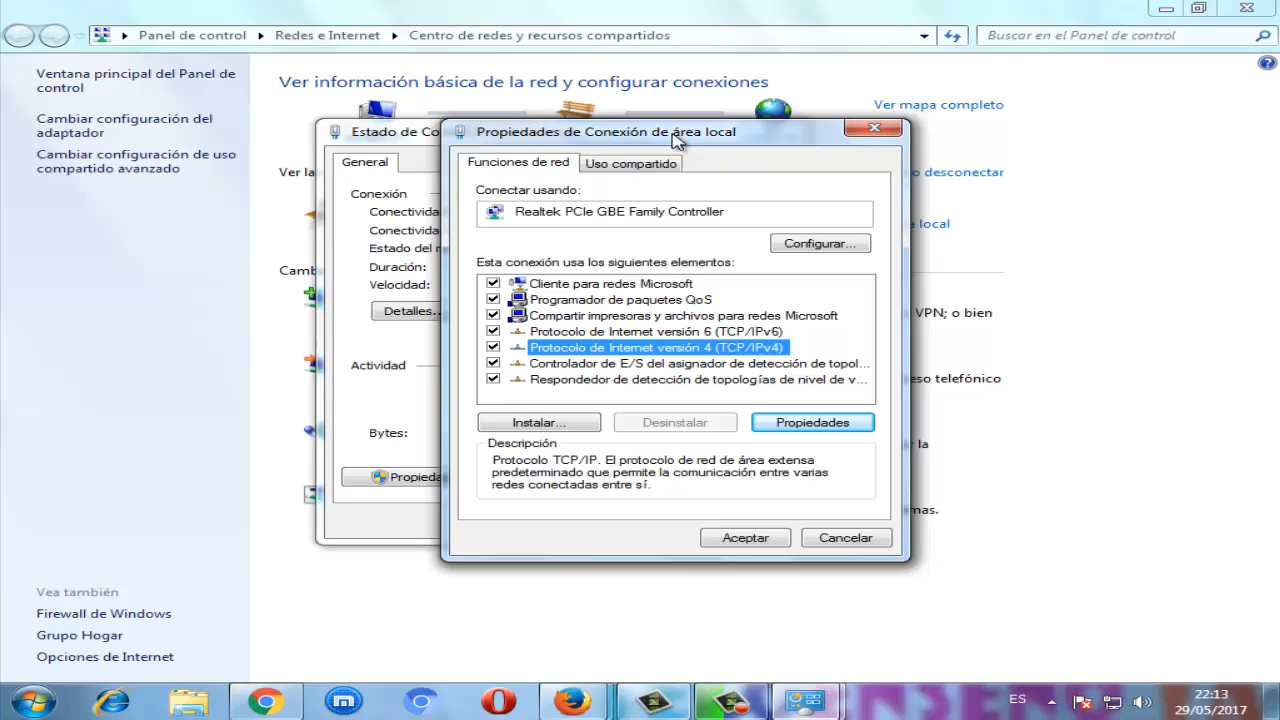 Panel de control
Redes e Internet
Centro de redes y recursos compartidos
Buscar en el Panel de control
Ventana principal del Panel de
control
Cambiar configuración del
adaptador
Cambiar configuración de uso
compartido avanzado
Vea también
Firewall de Windows
Grupo Hogar
Opciones de Internet
Ver información básica de la red y configurar conexiones
Ver mapa completo
Ver la
o desconectar
a local
Camb
VPN; o bien
eso telefónico
r la
mas.
Estado de Co
General
Conexión
Conectivida
Conectivida
Estado del m
Duración:
Velocidad:
Detalles..
Actividad
Bytes:
Propieda
Propiedades de Conexión de área local
Funciones de red
Uso compartido
Conectar usando:
Realtek PCIe GBE Family Controller
Configurar...
Esta conexión usa los siguientes elementos:
Cliente para redes Microsoft
Programador de paquetes QoS
Compartir impresoras y archivos para redes Microsoft
Protocolo de Internet versión 6 (TCP/IPv6)
Protocolo de Internet versión 4 (TCP/IPv4)
Controlador de E/S del asignador de detección de topol...
Respondedor de detección de topologías de nivel de v...
Instalar...
Desinstalar
Propiedades
Descripción
Protocolo TCP/IP. El protocolo de red de área extensa
predeterminado que permite la comunicación entre varias
redes conectadas entre sí.
Aceptar
Cancelar
ES
22:13
29/05/2017